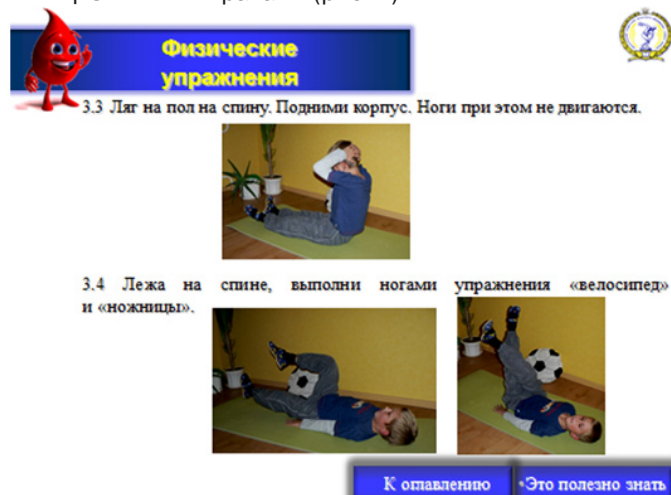 Физические
упражнения
3.3 Ляг на пол на спину. Подними корпус. Ноги при этом не двигаются.
3.4 Лежа на спине, выполни ногами упражнения «велосипед»
и «ножницы».
К оглавлению
•Это полезно знать